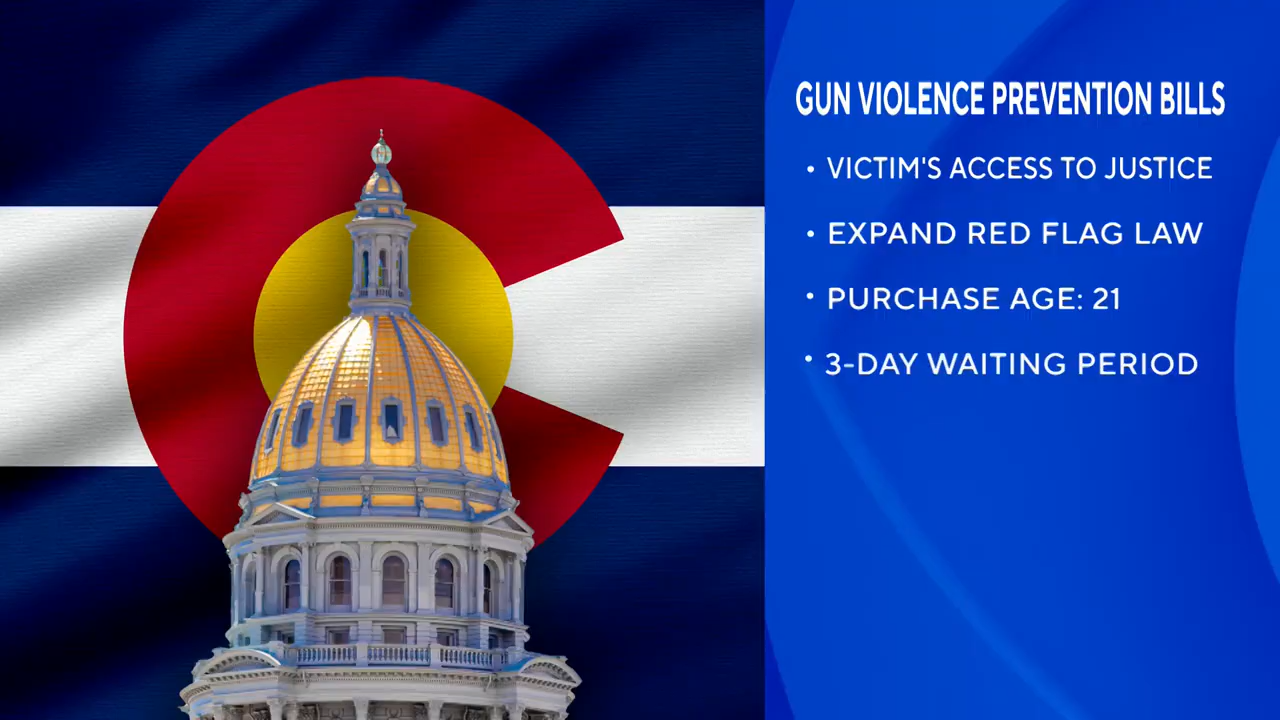 GUN VIOLENCE PREVENTION BILLS
• VICTIM'S ACCESS TO JUSTICE
• EXPAND RED FLAG LAW
• PURCHASE AGE: 21
• 3-DAY WAITING PERIOD